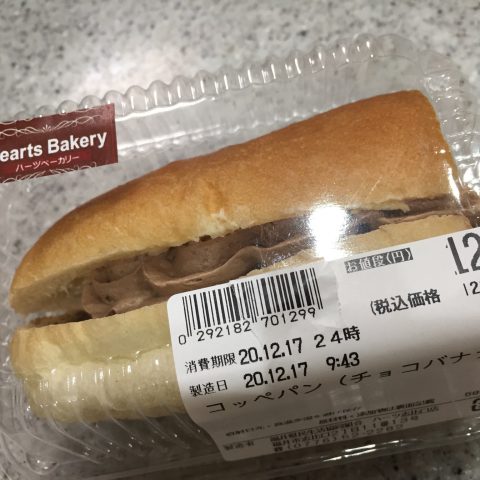 earts Bakery
ハーツベーカリー
お値段(円)
12
(税込価格
12
0 292182 701299
消費期限 20.12.17 24時
製造日 20.12.17 9:43
コッペパン (チョコバナ